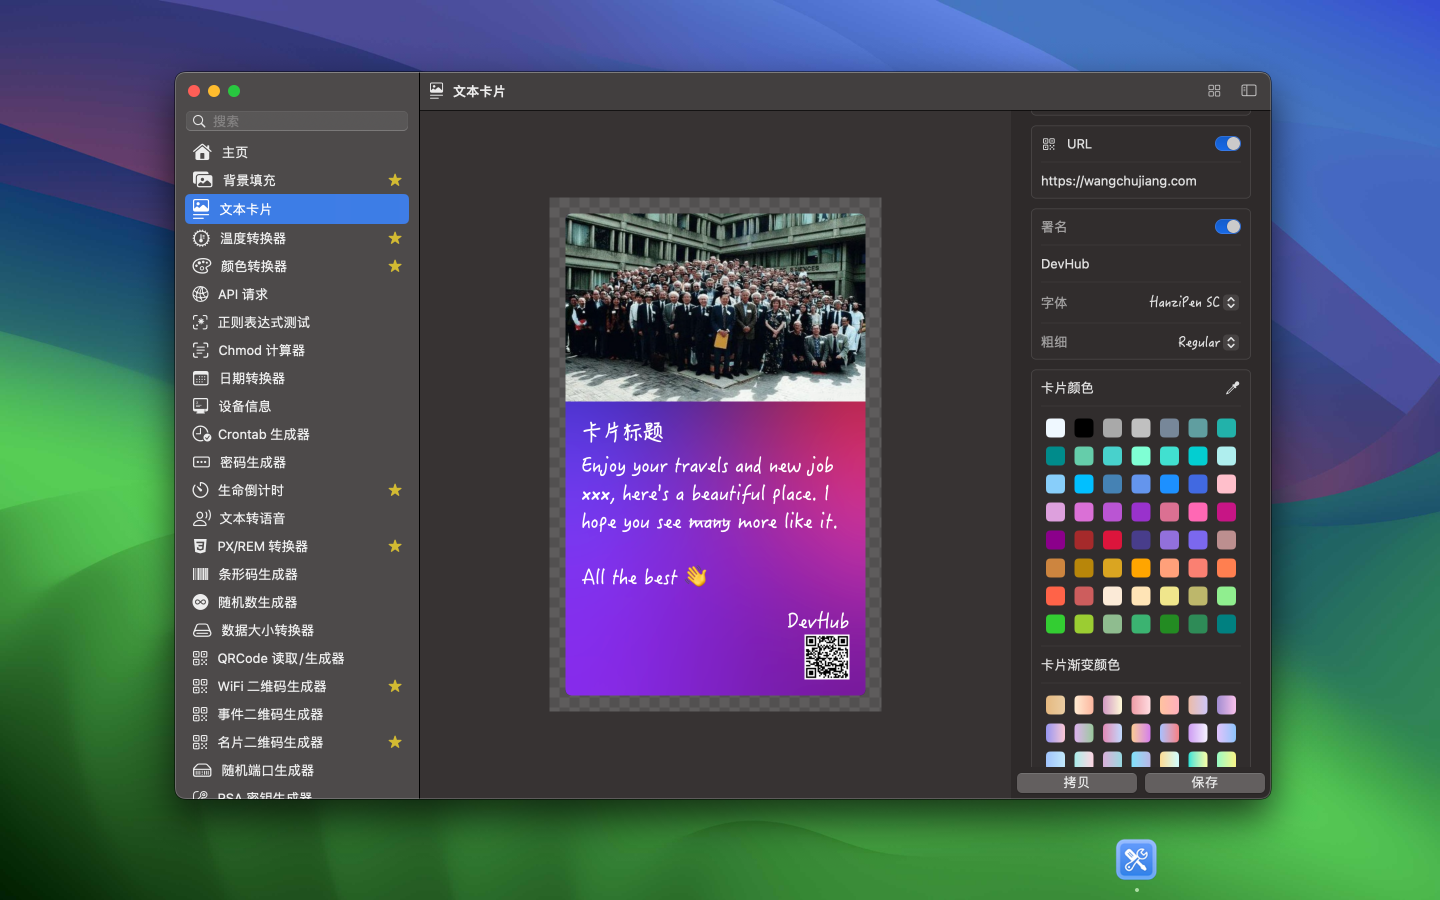 搜索
主页
背景填充
文本卡片
温度转换器
颜色转换器
API 请求
正则表达式测试
Chmod 计算器
日期转换器
设备信息
Crontab 生成器
密码生成器
生命倒计时
文本转语音
PX/REM 转换器
条形码生成器
随机数生成器
数据大小转换器
QRCode 读取/生成器
WiFi 二维码生成器
事件二维码生成器
名片二维码生成器
随机端口生成器
RSA 密钥生成器
文本卡片
卡片标题
Enjoy your travels and new job
xxx, here's a beautiful place. I
hope you see many more like it.
All the best 👋
DevHub
URL
https://wangchujiang.com
署名
DevHub
字体 HanziPen SC
粗细 Regular
卡片颜色
卡片渐变颜色
拷贝 保存